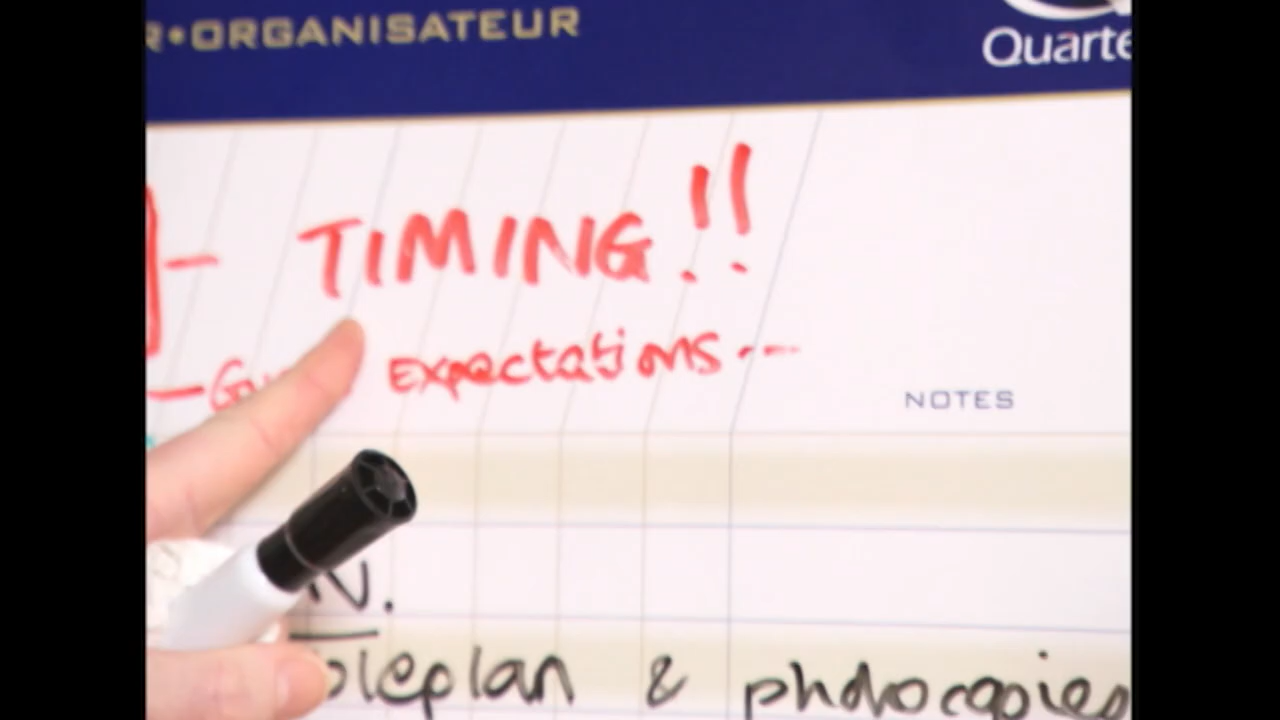 R•ORGANISATEUR
Quarte
- TIMING!!
- expectations---
NOTES
N.
oleplan & photocopies